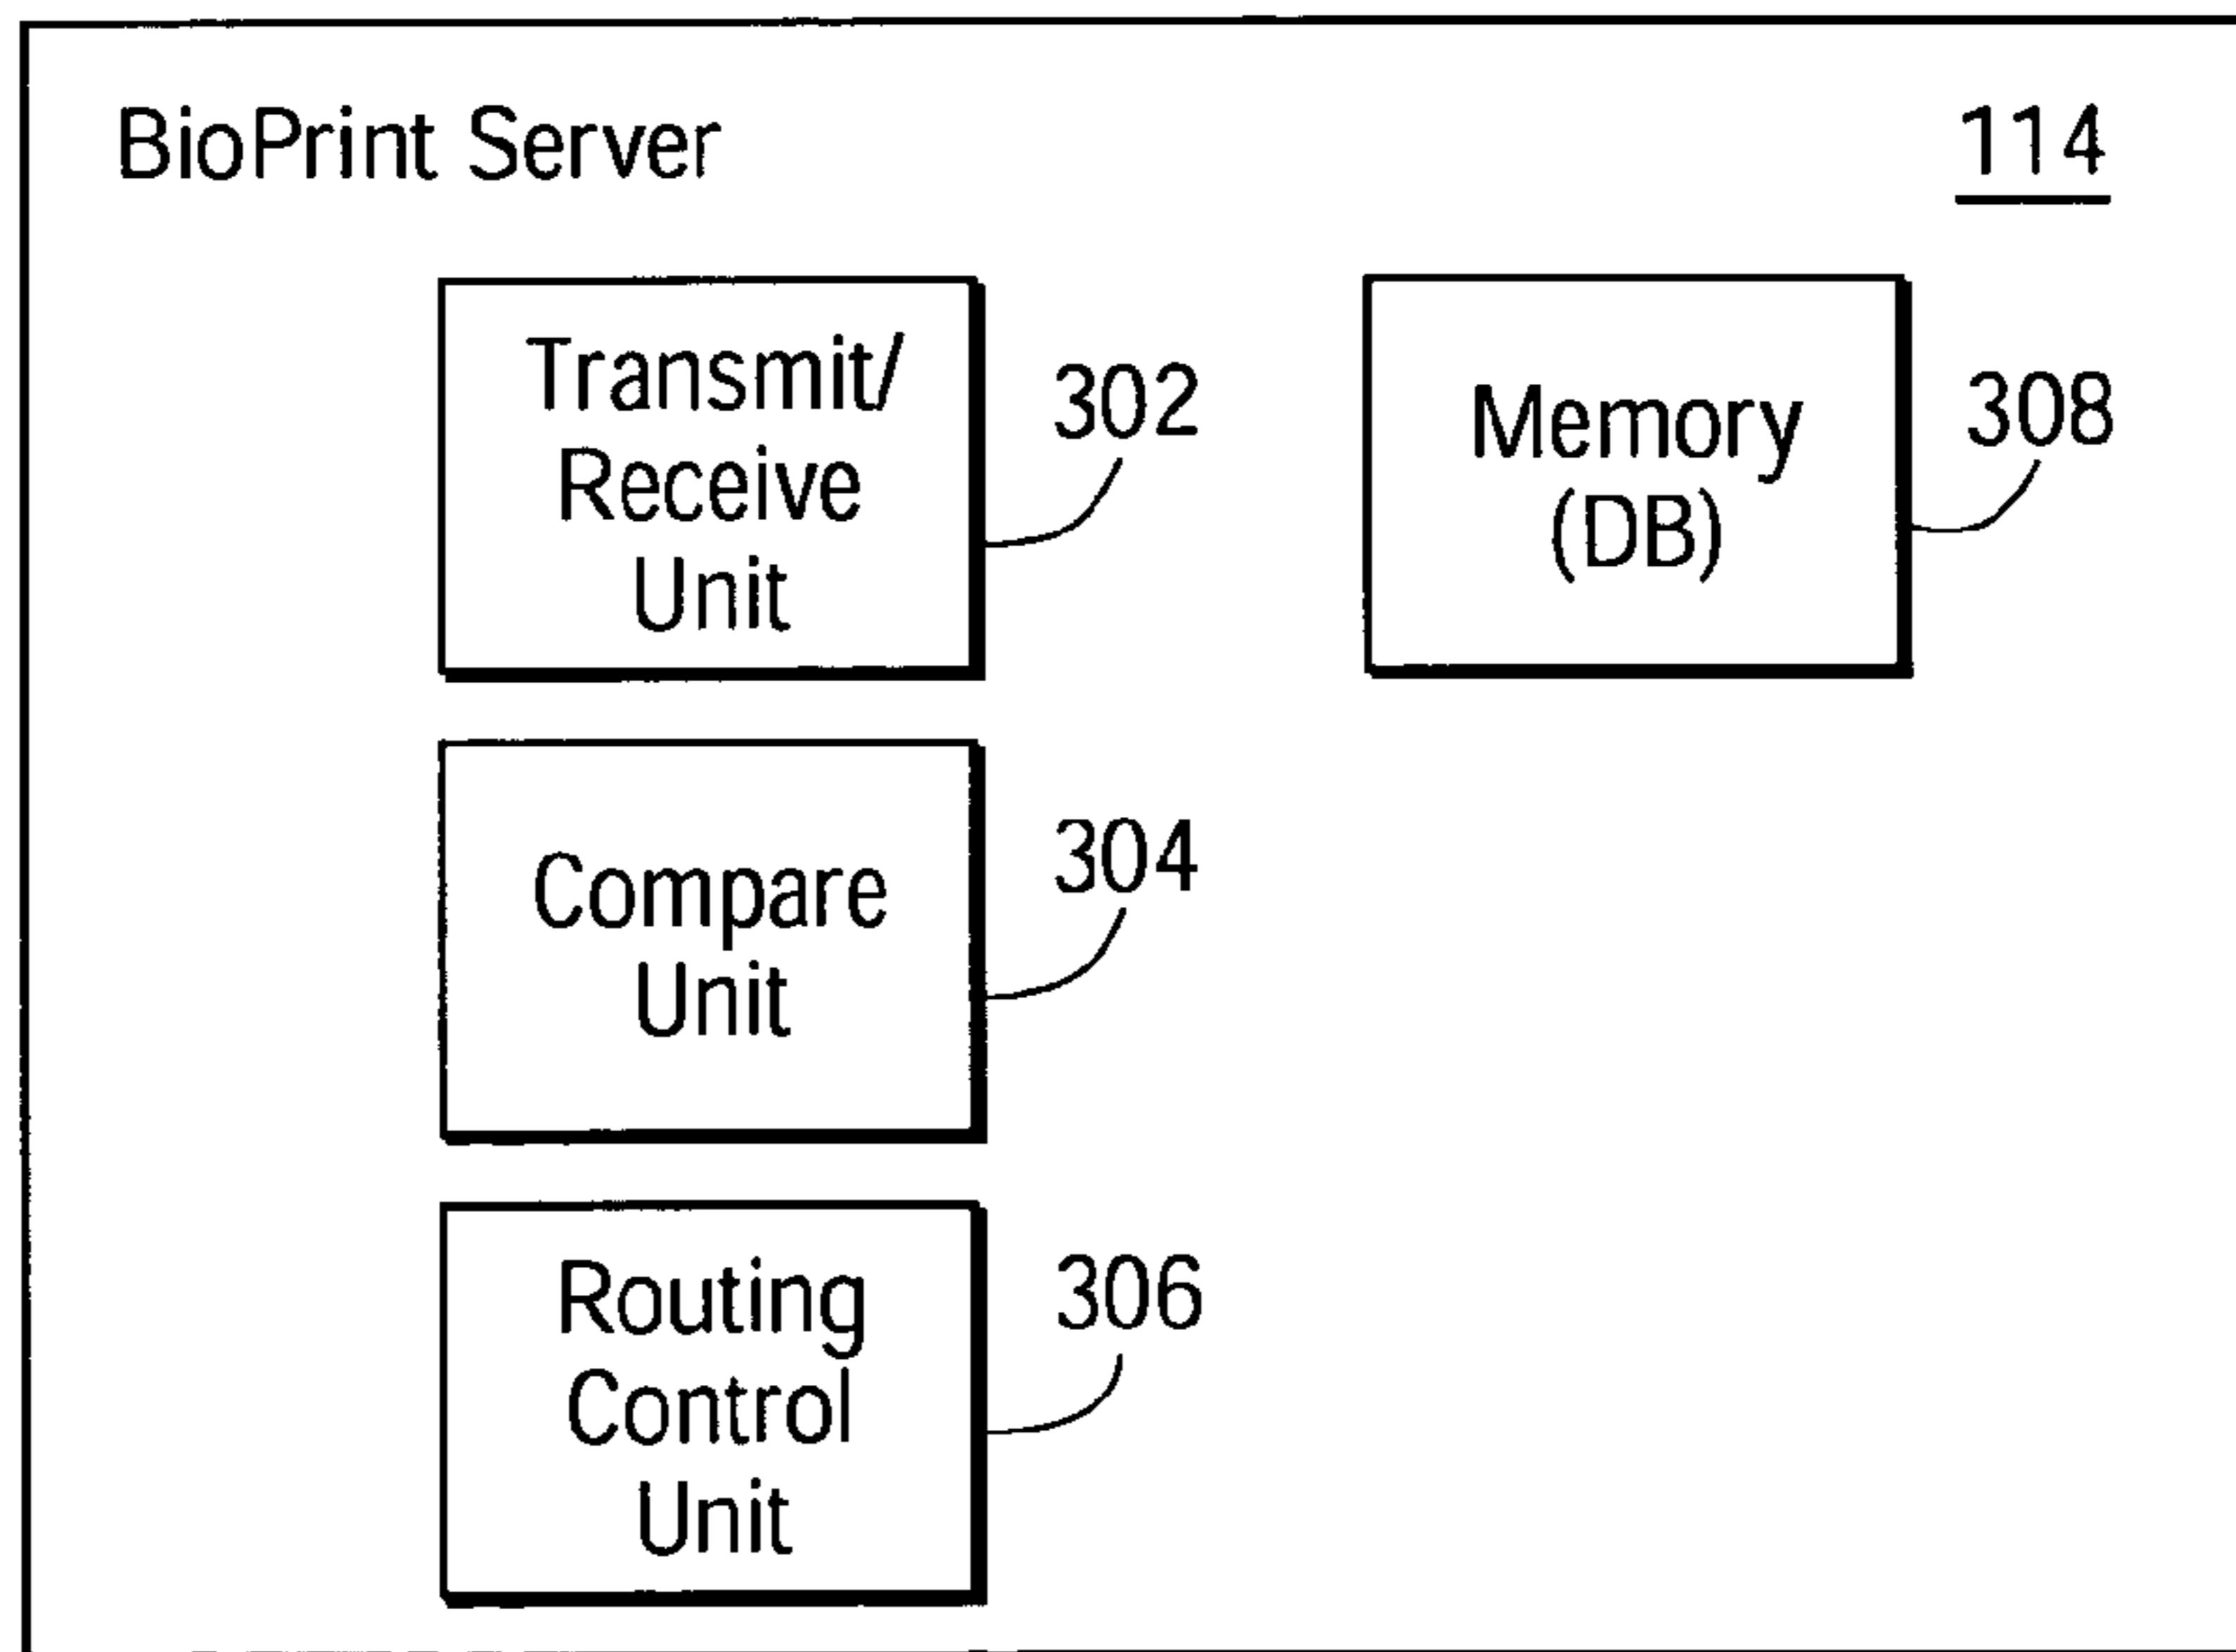 BioPrint Server
114
Transmit/
Receive
Unit
302
Memory
(DB)
308
Compare
Unit
304
Routing
Control
Unit
306